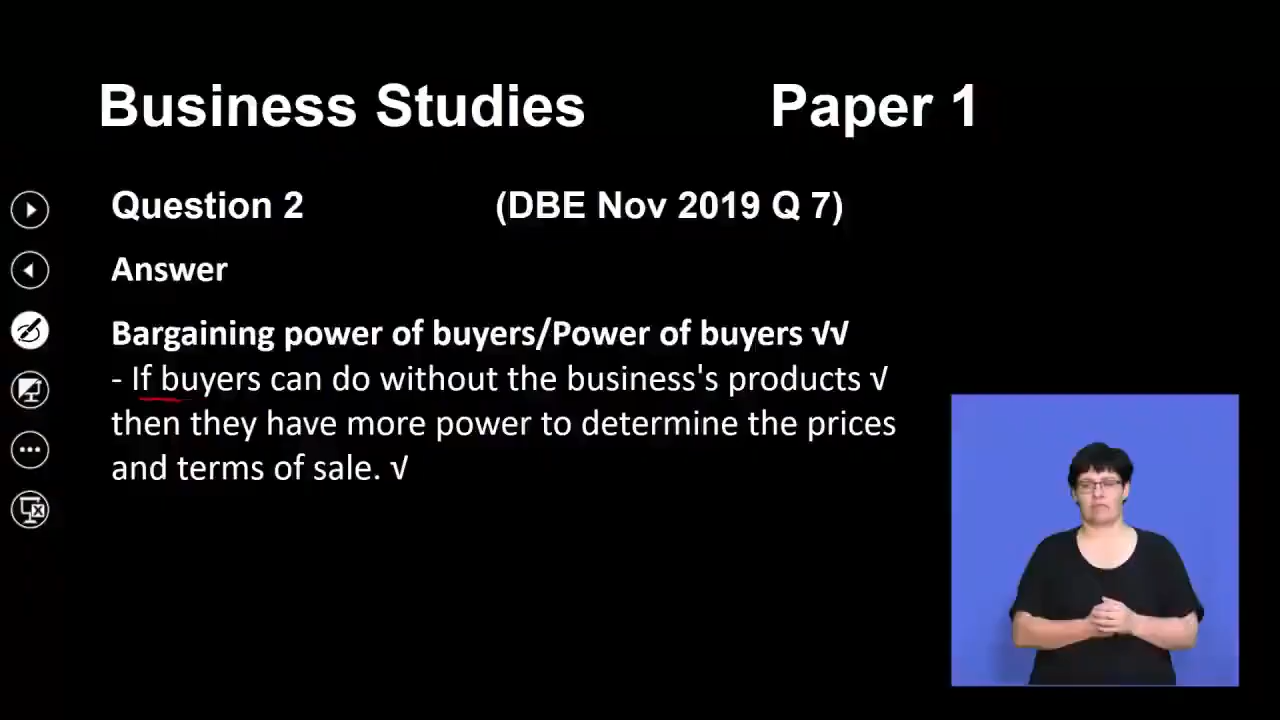 Business Studies Paper 1
Question 2 (DBE Nov 2019 Q 7)
Answer
Bargaining power of buyers/Power of buyers √√
- If buyers can do without the business's products √
then they have more power to determine the prices
and terms of sale. √